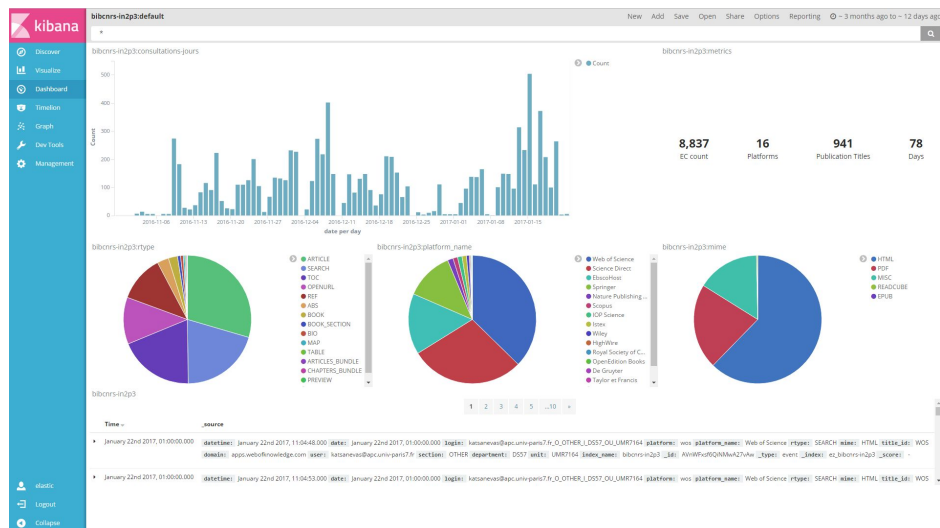 kibana
Discover
Visualize
Dashboard
Timelion
Graph
Dev Tools
Management
elastic
Logout
Collapse
bibcnrs-in2p3:default
New Add Save Open Share Options Reporting ~ 3 months ago to ~ 12 days ago
*
bibcnrs-in2p3:consultations-jours
Count
500
400
300
200
100
0
Count
2016-11-06 2016-11-13 2016-11-20 2016-11-27 2016-12-04 2016-12-11 2016-12-18 2016-12-25 2017-01-01 2017-01-08 2017-01-15
date per day
bibcnrs-in2p3:metrics
8,837 16 941 78
EC count Platforms Publication Titles Days
bibcnrs-in2p3:rtype
ARTICLE
SEARCH
TOC
OPENURL
REF
ABS
BOOK
BOOK_SECTION
BIO
MAP
TABLE
ARTICLES_BUNDLE
CHAPTERS_BUNDLE
PREVIEW
bibcnrs-in2p3:platform_name
Web of Science
Science Direct
EbscoHost
Springer
Nature Publishing ...
Scopus
IOP Science
Istex
Wiley
HighWire
Royal Society of C...
OpenEdition Books
De Gruyter
Taylor et Francis
bibcnrs-in2p3:mime
HTML
PDF
MISC
READCUBE
EPUB
bibcnrs-in2p3
1 2 3 4 5 ...10 »
Time _source
January 22nd 2017, 01:00:00.000 datetime: January 22nd 2017, 11:04:48.000 date: January 22nd 2017, 01:00:00.000 login: katsanevas@apc.univ-paris7.fr_O_OTHER_I_DS57_OU_UMR7164 platform: wos platform_name: Web of Science rtype: SEARCH mime: HTML title_id: WOS
domain: apps.webofknowledge.com user: katsanevas@apc.univ-paris7.fr section: OTHER department: DS57 unit: UMR7164 index_name: bibcnrs-in2p3 _id: _type: event _index: ez_bibcnrs-in2p3 _score: -
January 22nd 2017, 01:00:00.000 datetime: January 22nd 2017, 11:04:53.000 date: January 22nd 2017, 01:00:00.000 login: katsanevas@apc.univ-paris7.fr_O_OTHER_I_DS57_OU_UMR7164 platform: wos platform_name: Web of Science rtype: SEARCH mime: HTML title_id: WOS